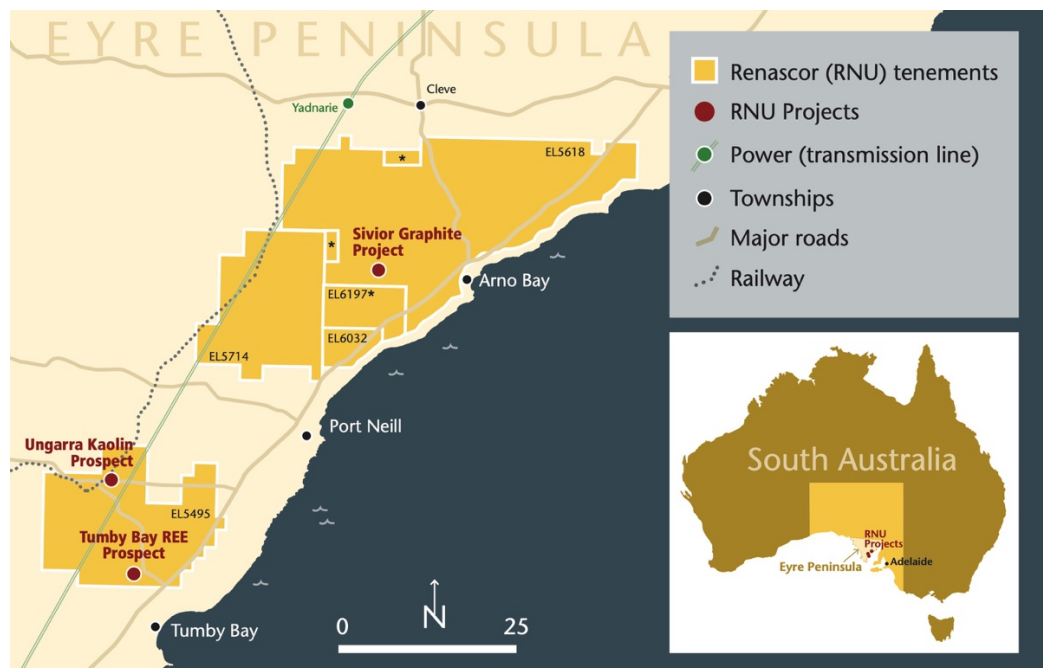 EYRE PENINSULA
Cleve
Yadnarie
EL5618
*
Sivior Graphite
Project
*
Arno Bay
EL6197*
EL6032
EL5714
Port Neill
Ungarra Kaolin
Prospect
EL5495
Tumby Bay REE
Prospect
Tumby Bay
N
0 25
Renascor (RNU) tenements
RNU Projects
Power (transmission line)
Townships
Major roads
Railway
South Australia
RNU
Projects
Eyre Peninsula
Adelaide